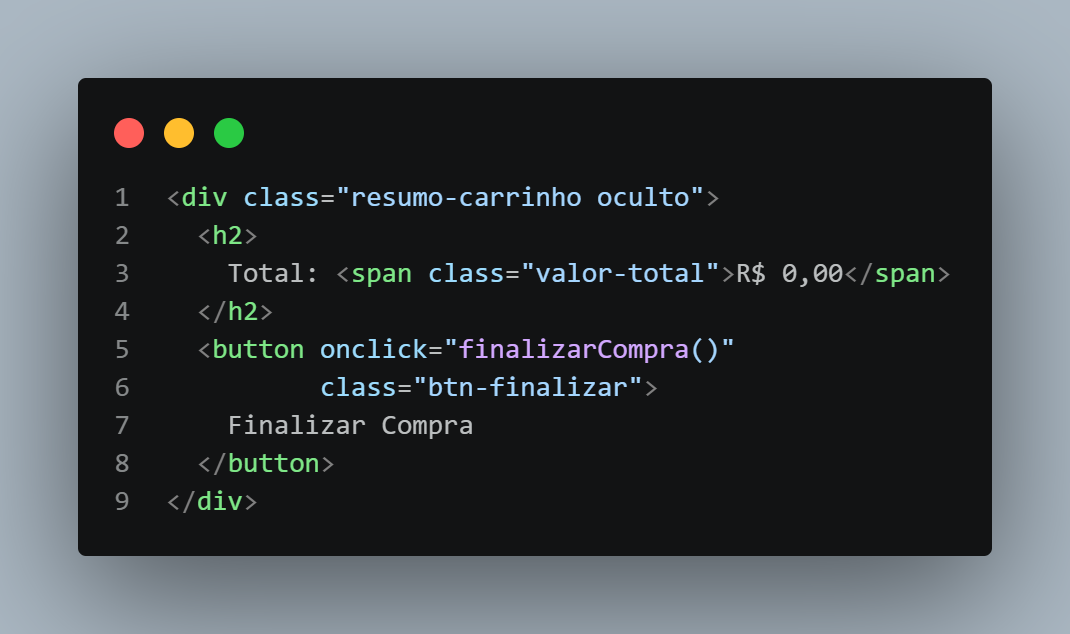 1 <div class="resumo-carrinho oculto">
2   <h2>
3     Total: <span class="valor-total">R$ 0,00</span>
4   </h2>
5   <button onclick="finalizarCompra()"
6           class="btn-finalizar">
7     Finalizar Compra
8   </button>
9 </div>